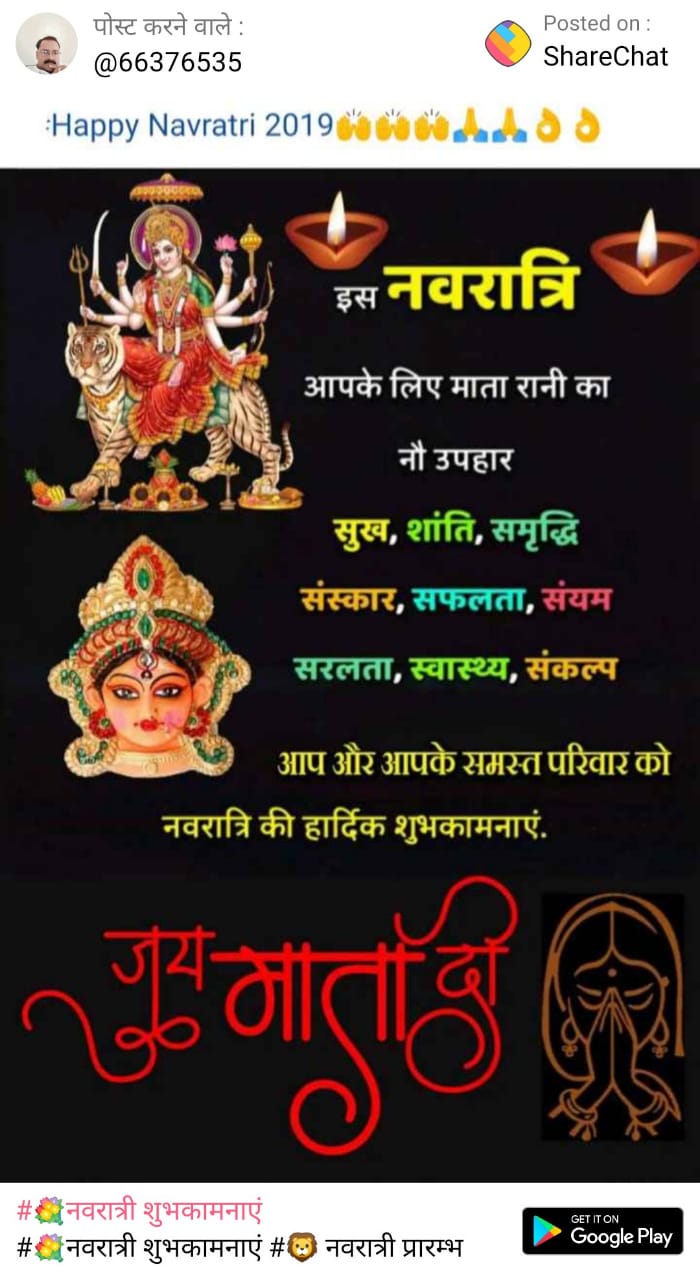 पोस्ट करने वाले :
@66376535
Posted on :
ShareChat
:Happy Navratri 2019🙌🙌🙌🙏🙏👌👌
इस नवरात्रि
आपके लिए माता रानी का
नौ उपहार
सुख, शांति, समृद्धि
संस्कार, सफलता, संयम
सरलता, स्वास्थ्य, संकल्प
आप और आपके समस्त परिवार को
नवरात्रि की हार्दिक शुभकामनाएं.
जय माता दी
#💐नवरात्री शुभकामनाएं
#💐नवरात्री शुभकामनाएं #🦁 नवरात्री प्रारम्भ
GET IT ON
Google Play